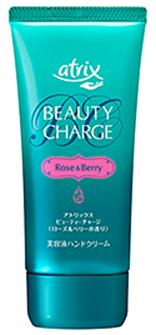 atrix
BC
BEAUTY
CHARGE
Rose & Berry
アトリックス
ビューティーチャージ
〈ローズ&ベリーの香り〉
美容液ハンドクリーム